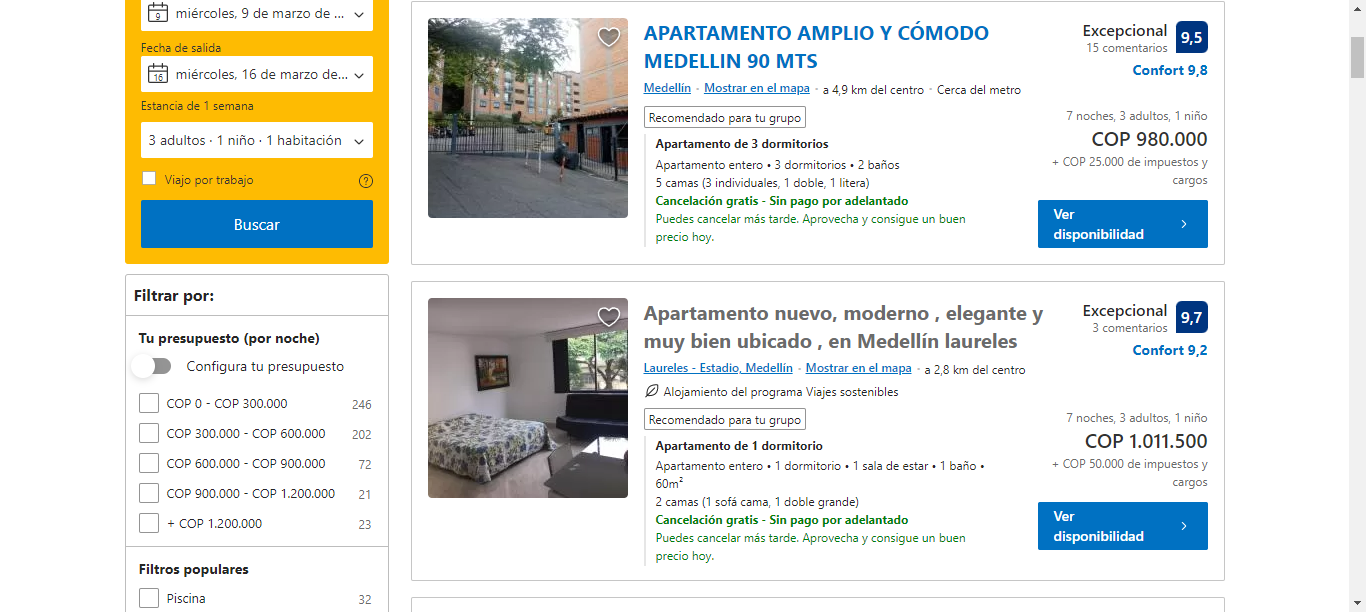 miércoles, 9 de marzo de ...
Fecha de salida
miércoles, 16 de marzo de...
Estancia de 1 semana
3 adultos · 1 niño · 1 habitación
Viajo por trabajo
Buscar
Filtrar por:
Tu presupuesto (por noche)
Configura tu presupuesto
COP 0 - COP 300.000 246
COP 300.000 - COP 600.000 202
COP 600.000 - COP 900.000 72
COP 900.000 - COP 1.200.000 21
+ COP 1.200.000 23
Filtros populares
Piscina 32
APARTAMENTO AMPLIO Y CÓMODO
MEDELLIN 90 MTS
Medellín · Mostrar en el mapa · a 4,9 km del centro · Cerca del metro
Recomendado para tu grupo
Apartamento de 3 dormitorios
Apartamento entero • 3 dormitorios • 2 baños
5 camas (3 individuales, 1 doble, 1 litera)
Cancelación gratis - Sin pago por adelantado
Puedes cancelar más tarde. Aprovecha y consigue un buen
precio hoy.
Excepcional 9,5
15 comentarios
Confort 9,8
7 noches, 3 adultos, 1 niño
COP 980.000
+ COP 25.000 de impuestos y
cargos
Ver
disponibilidad
Apartamento nuevo, moderno , elegante y
muy bien ubicado , en Medellín laureles
Laureles - Estadio, Medellín · Mostrar en el mapa · a 2,8 km del centro
Alojamiento del programa Viajes sostenibles
Recomendado para tu grupo
Apartamento de 1 dormitorio
Apartamento entero • 1 dormitorio • 1 sala de estar • 1 baño •
60m²
2 camas (1 sofá cama, 1 doble grande)
Cancelación gratis - Sin pago por adelantado
Puedes cancelar más tarde. Aprovecha y consigue un buen
precio hoy.
Excepcional 9,7
3 comentarios
Confort 9,2
7 noches, 3 adultos, 1 niño
COP 1.011.500
+ COP 50.000 de impuestos y
cargos
Ver
disponibilidad